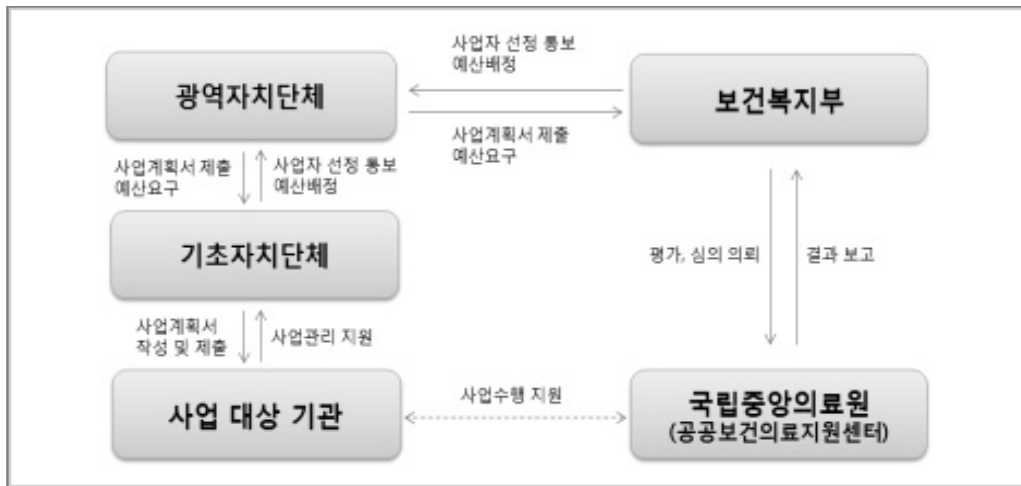 사업자 선정 통보
예산배정
광역자치단체
보건복지부
사업계획서 제출
예산요구
사업계획서 제출
예산요구
사업자 선정 통보
예산배정
기초자치단체
평가, 심의 의뢰
결과 보고
사업계획서
작성 및 제출
사업관리 지원
사업 대상 기관
사업수행 지원
국립중앙의료원
(공공보건의료지원센터)